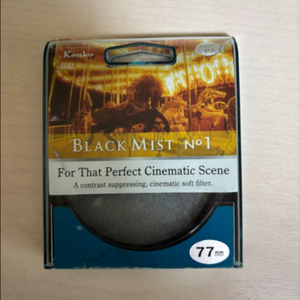 Kenko
BLACK MIST No1
For That Perfect Cinematic Scene
A contrast suppressing, cinematic soft filter.
77mm